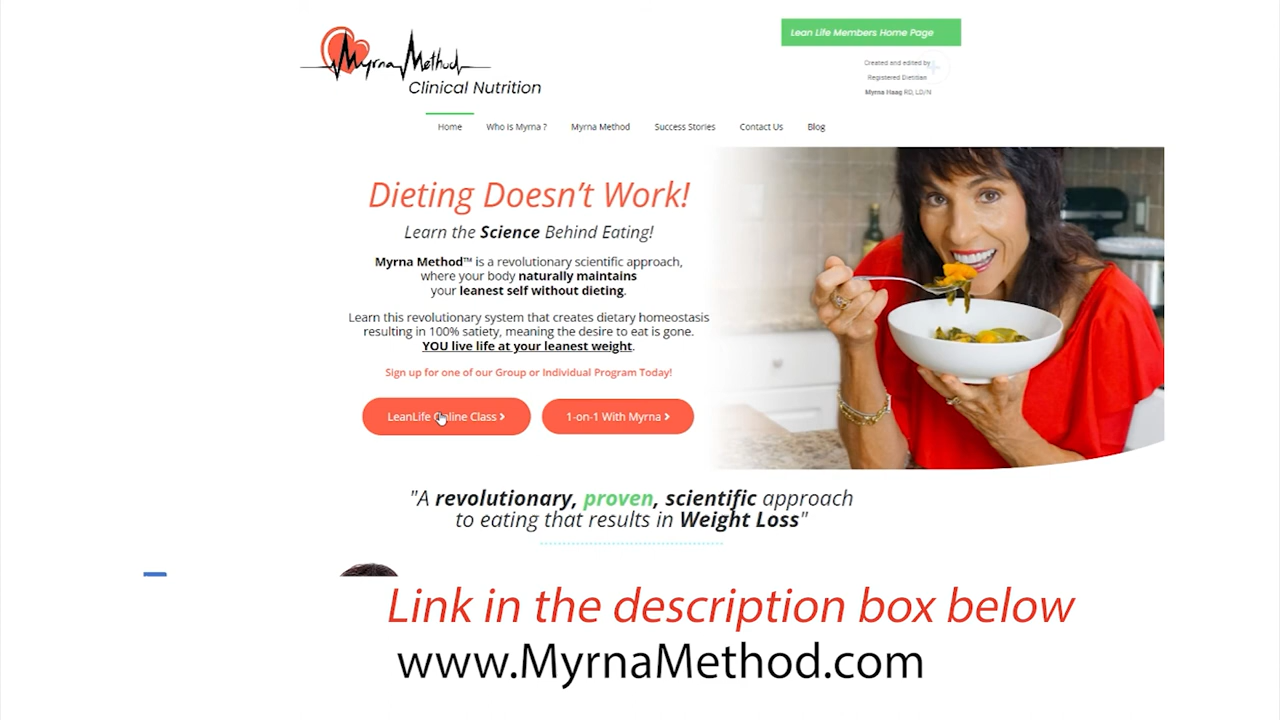 Lean Life Members Home Page
Myrna Method
Clinical Nutrition
Created and edited by
Registered Dietitian
Myrna Haag RD, LD/N
Home Who is Myrna ? Myrna Method Success Stories Contact Us Blog
Dieting Doesn't Work!
Learn the Science Behind Eating!
Myrna Method™ is a revolutionary scientific approach,
where your body naturally maintains
your leanest self without dieting.
Learn this revolutionary system that creates dietary homeostasis
resulting in 100% satiety, meaning the desire to eat is gone.
YOU live life at your leanest weight.
Sign up for one of our Group or Individual Program Today!
LeanLife Online Class
1-on-1 With Myrna
"A revolutionary, proven, scientific approach
to eating that results in Weight Loss"
Link in the description box below
www.MyrnaMethod.com